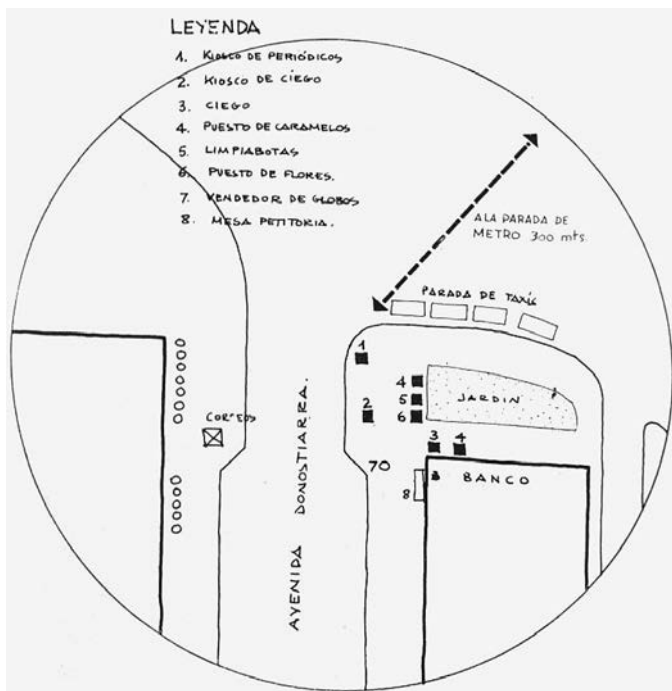 LEYENDA
1. KIOSCO DE PERIÓDICOS
2. KIOSCO DE CIEGO
3. CIEGO
4. PUESTO DE CARAMELOS
5. LIMPIABOTAS
6. PUESTO DE FLORES.
7. VENDEDOR DE GLOBOS
8. MESA PETITORIA.
A LA PARADA DE
METRO 300 mts.
PARADA DE TAXIS
1
4
5
6
JARDIN
2
CORREOS
3 4
70
3 BANCO
8
AVENIDA DONOSTIARRA.